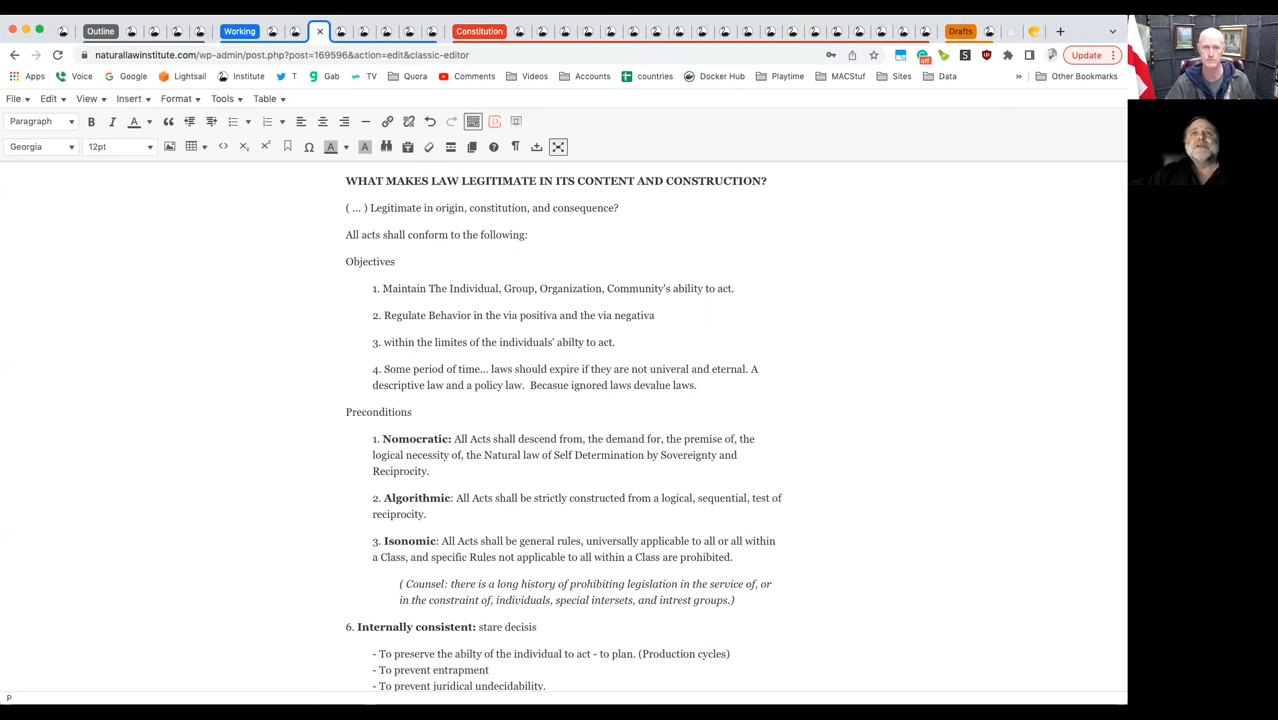 Outline
Working
Constitution
Drafts
naturallawinstitute.com/wp-admin/post.php?post=169596&action=edit&classic-editor
off
Update
Apps Voice Google Lightsail Institute T Gab TV Quora Comments Videos Accounts countries Docker Hub Playtime MACStuf Sites Data » Other Bookmarks
File Edit View Insert Format Tools Table
Paragraph B I A
Georgia 12pt
WHAT MAKES LAW LEGITIMATE IN ITS CONTENT AND CONSTRUCTION?
( ... ) Legitimate in origin, constitution, and consequence?
All acts shall conform to the following:
Objectives
1. Maintain The Individual, Group, Organization, Community's ability to act.
2. Regulate Behavior in the via positiva and the via negativa
3. within the limites of the individuals' abilty to act.
4. Some period of time... laws should expire if they are not univeral and eternal. A
descriptive law and a policy law. Becasue ignored laws devalue laws.
Preconditions
1. Nomocratic: All Acts shall descend from, the demand for, the premise of, the
logical necessity of, the Natural law of Self Determination by Sovereignty and
Reciprocity.
2. Algorithmic: All Acts shall be strictly constructed from a logical, sequential, test of
reciprocity.
3. Isonomic: All Acts shall be general rules, universally applicable to all or all within
a Class, and specific Rules not applicable to all within a Class are prohibited.
( Counsel: there is a long history of prohibiting legislation in the service of, or
in the constraint of, individuals, special intersets, and intrest groups.)
6. Internally consistent: stare decisis
- To preserve the abilty of the individual to act - to plan. (Production cycles)
- To prevent entrapment
- To prevent juridical undecidability.
P